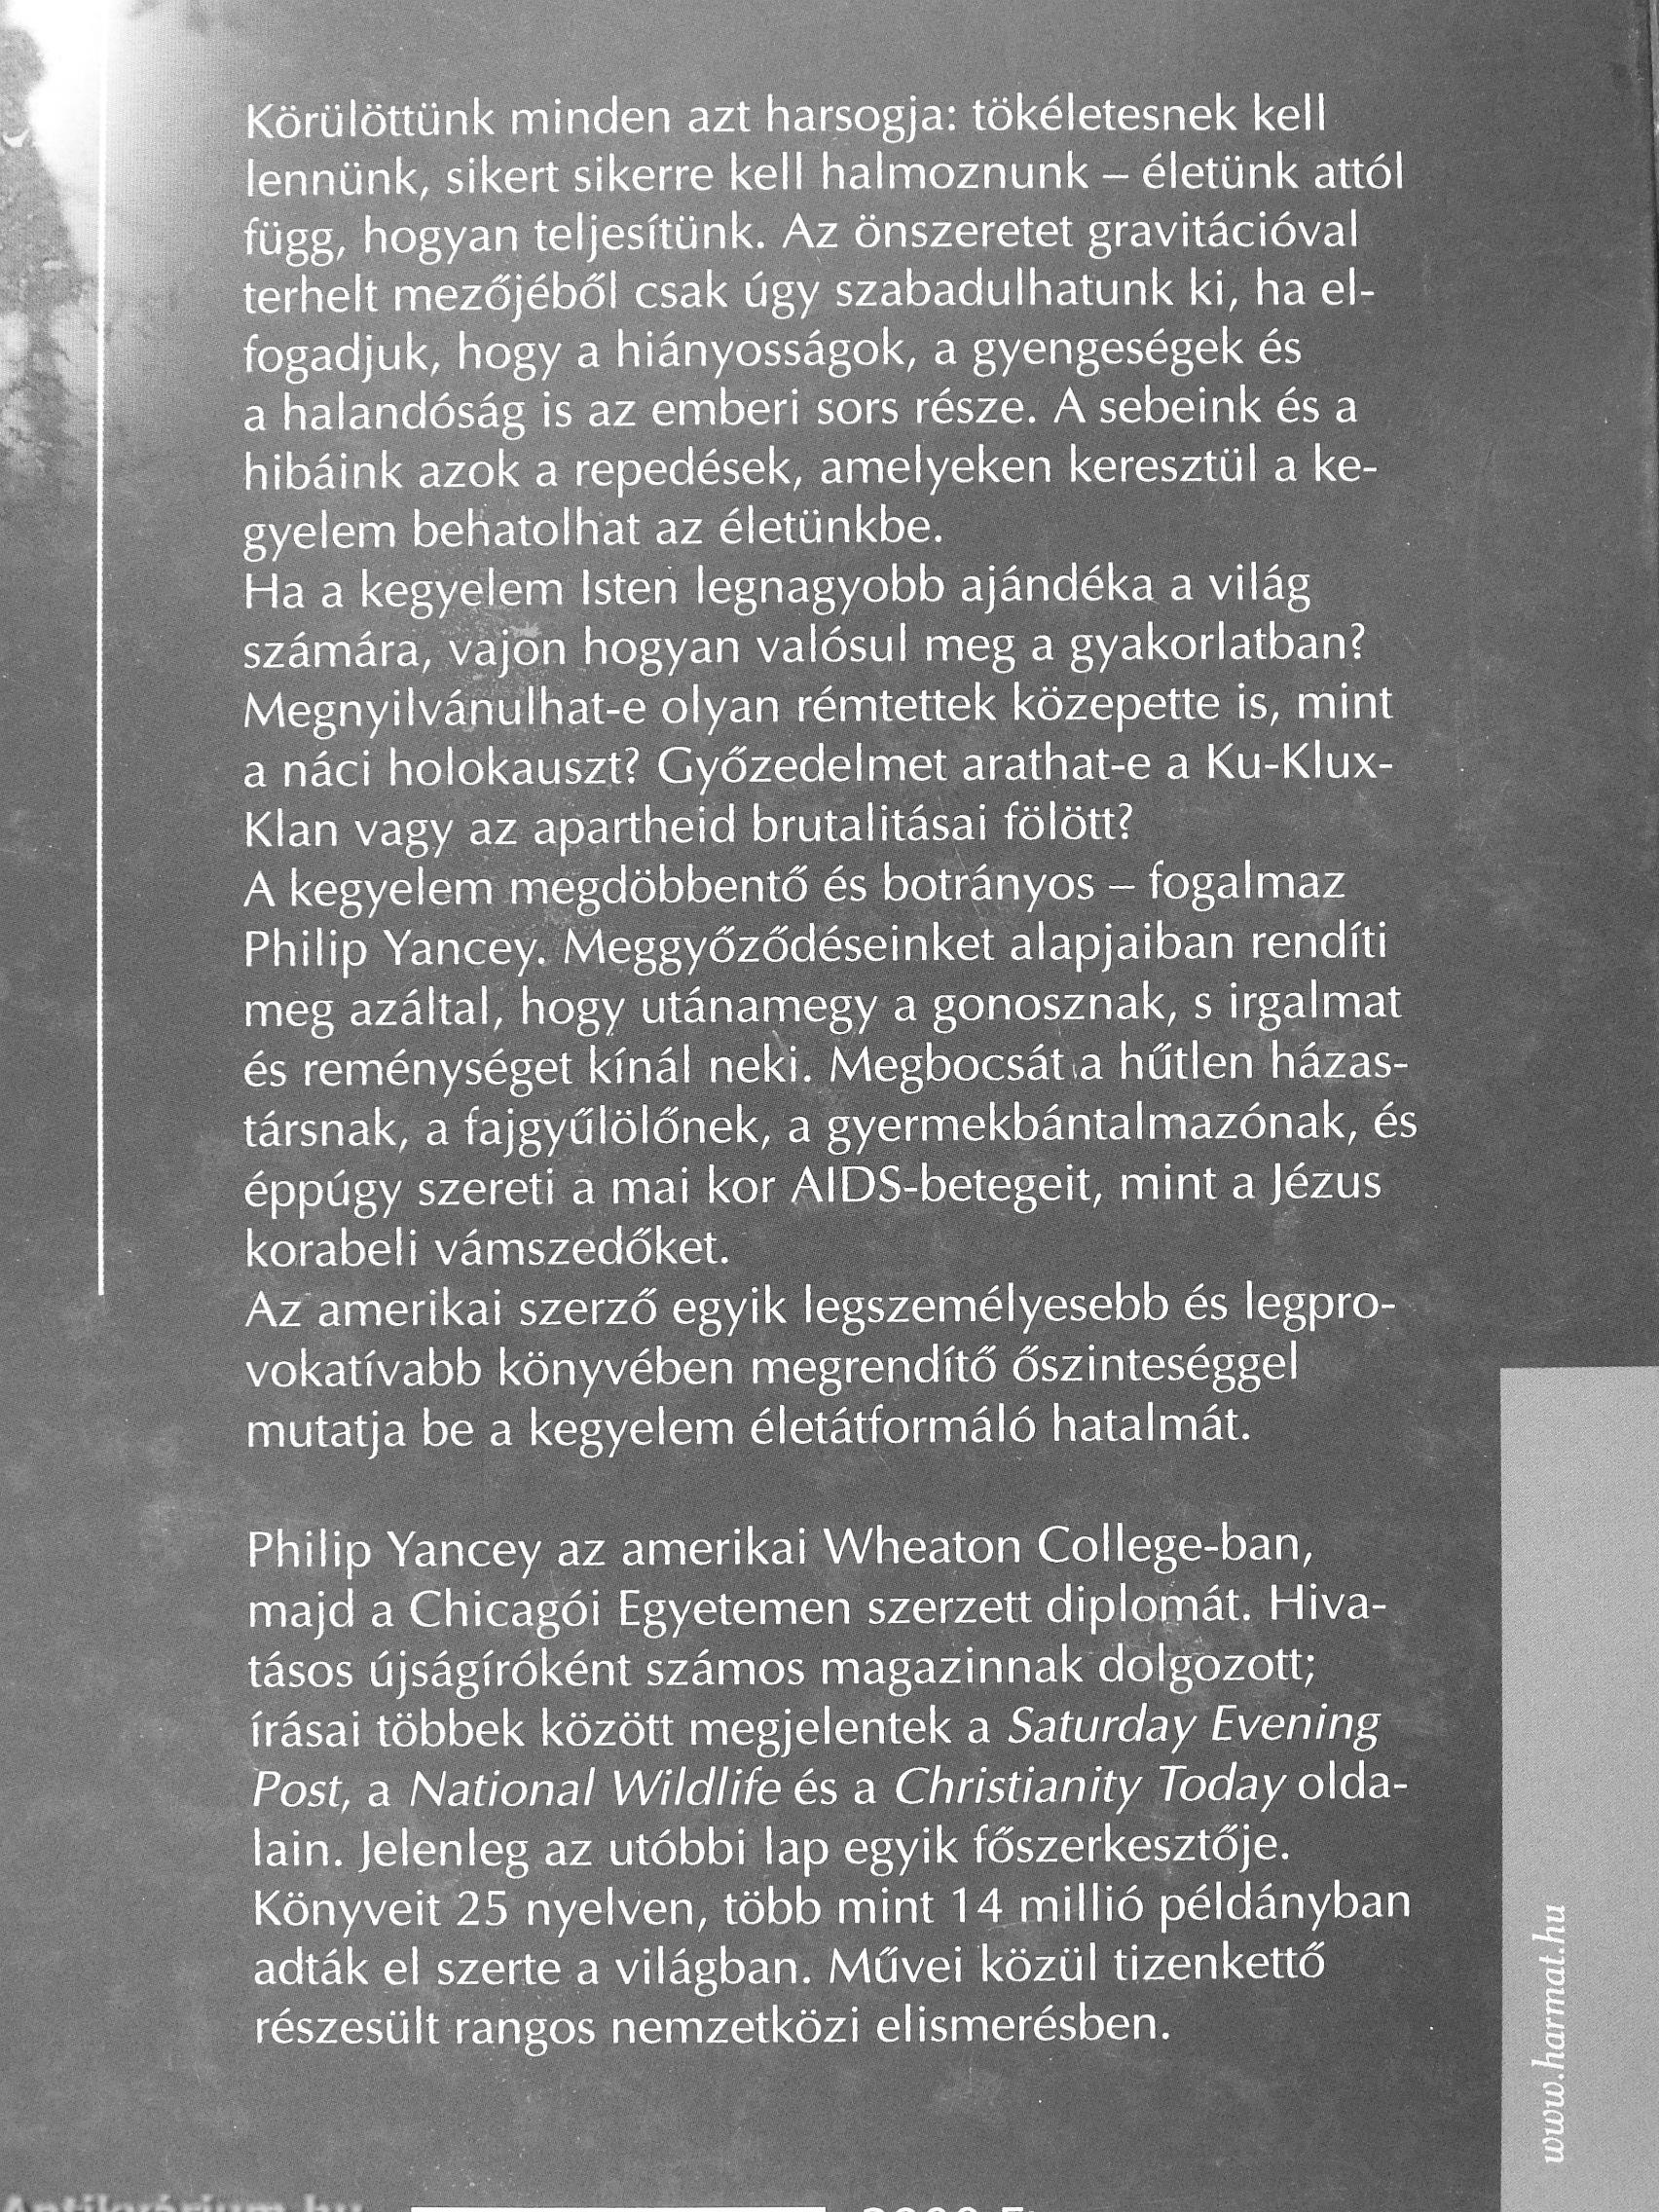 Körülöttünk minden azt harsogja: tökéletesnek kell
lennünk, sikert sikerre kell halmoznunk – életünk attól
függ, hogyan teljesítünk. Az önszeretet gravitációval
terhelt mezőjéből csak úgy szabadulhatunk ki, ha el-
fogadjuk, hogy a hiányosságok, a gyengeségek és
a halandóság is az emberi sors része. A sebeink és a
hibáink azok a repedések, amelyeken keresztül a ke-
gyelem behatolhat az életünkbe.
Ha a kegyelem Isten legnagyobb ajándéka a világ
számára, vajon hogyan valósul meg a gyakorlatban?
Megnyilvánulhat-e olyan rémtettek közepette is, mint
a náci holokauszt? Győzedelmet arathat-e a Ku-Klux-
Klan vagy az apartheid brutalitásai fölött?
A kegyelem megdöbbentő és botrányos – fogalmaz
Philip Yancey. Meggyőződéseinket alapjaiban rendíti
meg azáltal, hogy utánamegy a gonosznak, s irgalmat
és reménységet kínál neki. Megbocsát a hűtlen házas-
társnak, a fajgyűlölőnek, a gyermekbántalmazónak, és
éppúgy szereti a mai kor AIDS-betegeit, mint a Jézus
korabeli vámszedőket.
Az amerikai szerző egyik legszemélyesebb és legpro-
vokatívabb könyvében megrendítő őszinteséggel
mutatja be a kegyelem életátformáló hatalmát.
Philip Yancey az amerikai Wheaton College-ban,
majd a Chicagói Egyetemen szerzett diplomát. Hiva-
tásos újságíróként számos magazinnak dolgozott;
írásai többek között megjelentek a Saturday Evening
Post, a National Wildlife és a Christianity Today olda-
lain. Jelenleg az utóbbi lap egyik főszerkesztője.
Könyveit 25 nyelven, több mint 14 millió példányban
adták el szerte a világban. Művei közül tizenkettő
részesült rangos nemzetközi elismerésben.
www.harmat.hu
Antikvárium.hu